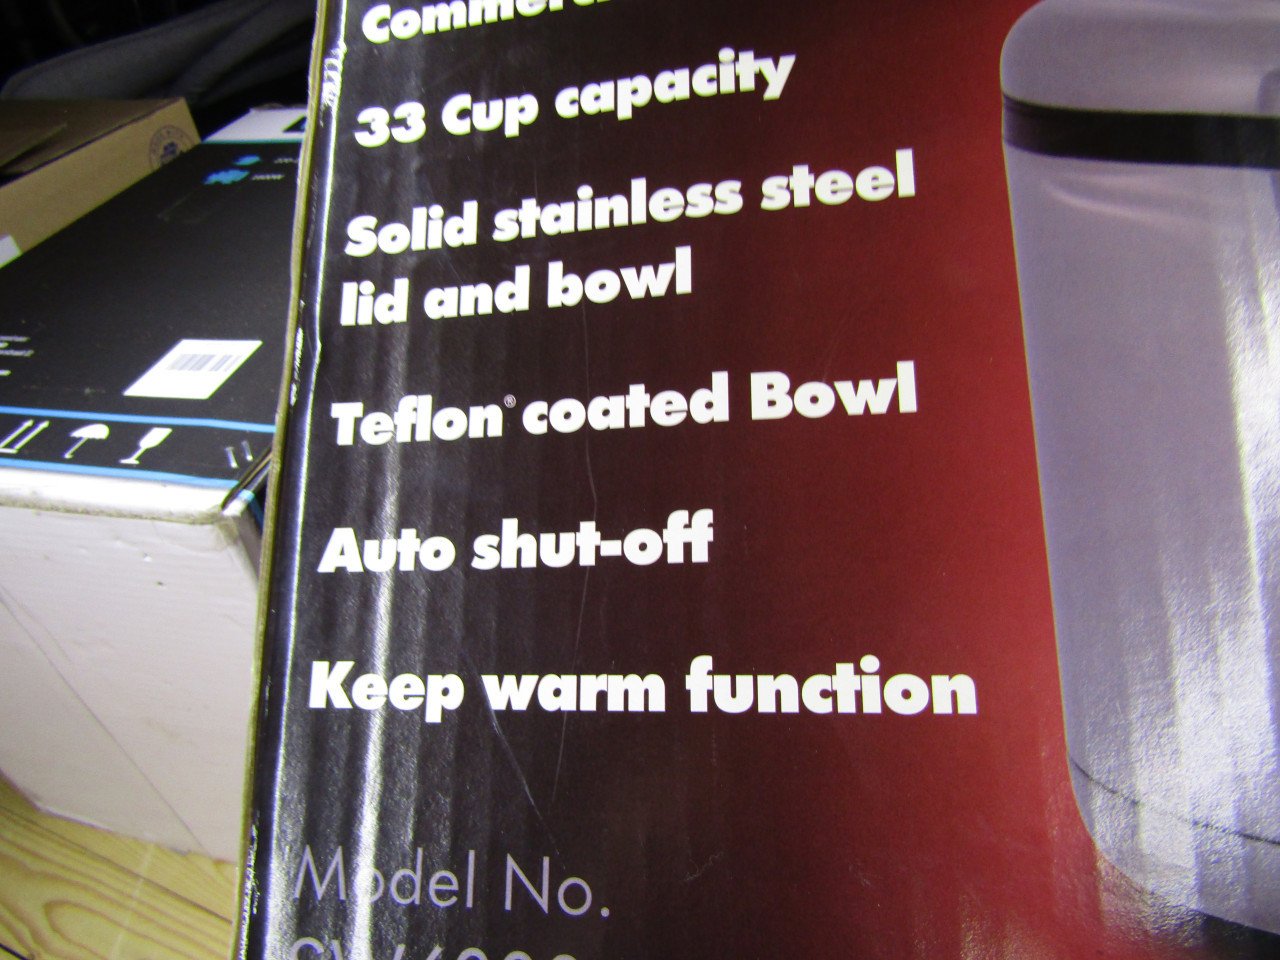 33 Cup capacity
Solid stainless steel
lid and bowl
Teflon® coated Bowl
Auto shut-off
Keep warm function
Model No.